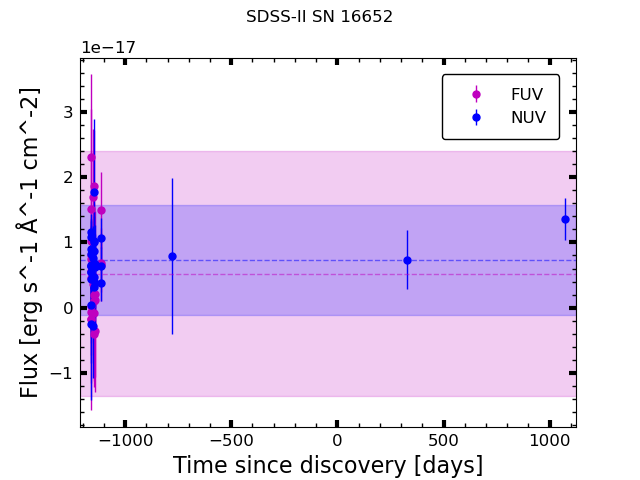 SDSS-II SN 16652
1e−17
FUV
NUV
3
2
1
0
−1
Flux [erg s^-1 Å^-1 cm^-2]
−1000 −500 0 500 1000
Time since discovery [days]